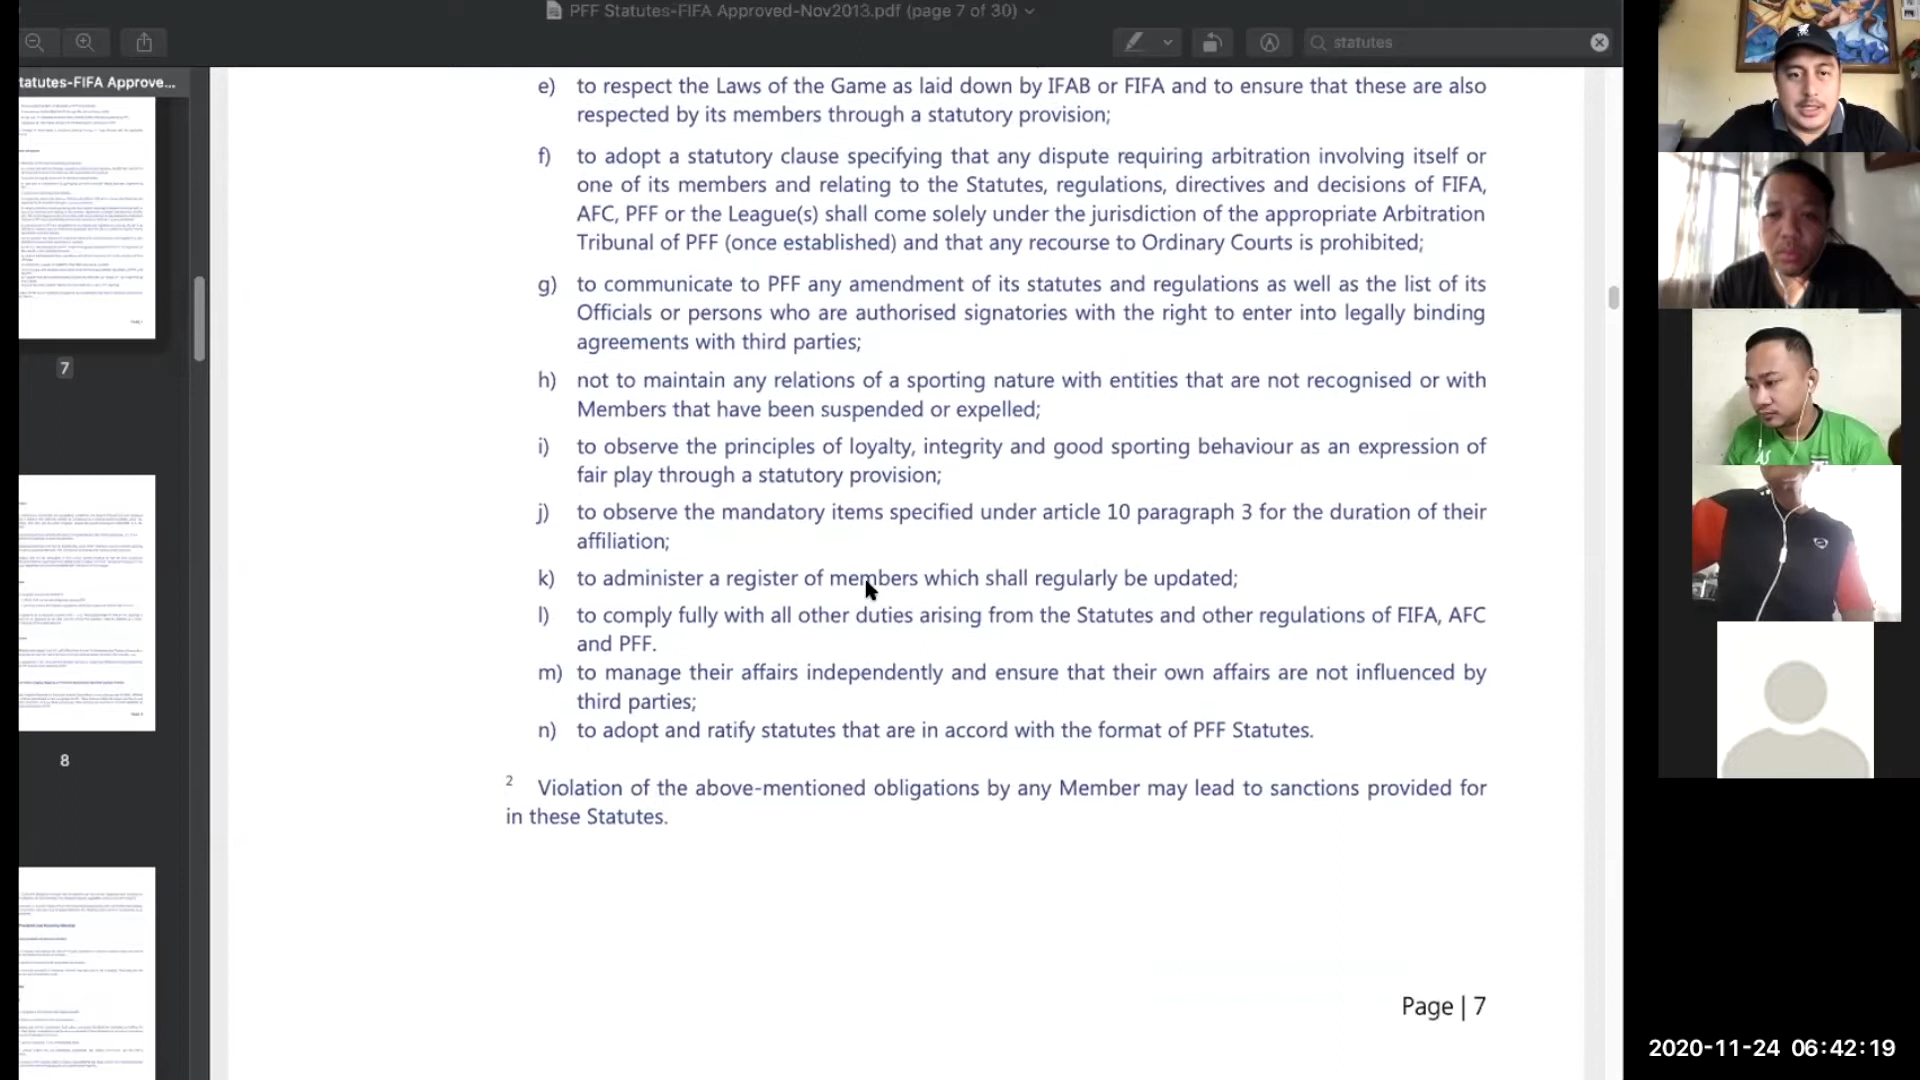 PFF Statutes-FIFA Approved-Nov2013.pdf (page 7 of 30)
statutes
tatutes-FIFA Approve...
7
8
e) to respect the Laws of the Game as laid down by IFAB or FIFA and to ensure that these are also
respected by its members through a statutory provision;
f) to adopt a statutory clause specifying that any dispute requiring arbitration involving itself or
one of its members and relating to the Statutes, regulations, directives and decisions of FIFA,
AFC, PFF or the League(s) shall come solely under the jurisdiction of the appropriate Arbitration
Tribunal of PFF (once established) and that any recourse to Ordinary Courts is prohibited;
g) to communicate to PFF any amendment of its statutes and regulations as well as the list of its
Officials or persons who are authorised signatories with the right to enter into legally binding
agreements with third parties;
h) not to maintain any relations of a sporting nature with entities that are not recognised or with
Members that have been suspended or expelled;
i) to observe the principles of loyalty, integrity and good sporting behaviour as an expression of
fair play through a statutory provision;
j) to observe the mandatory items specified under article 10 paragraph 3 for the duration of their
affiliation;
k) to administer a register of members which shall regularly be updated;
l) to comply fully with all other duties arising from the Statutes and other regulations of FIFA, AFC
and PFF.
m) to manage their affairs independently and ensure that their own affairs are not influenced by
third parties;
n) to adopt and ratify statutes that are in accord with the format of PFF Statutes.
2 Violation of the above-mentioned obligations by any Member may lead to sanctions provided for
in these Statutes.
Page | 7
2020-11-24 06:42:19